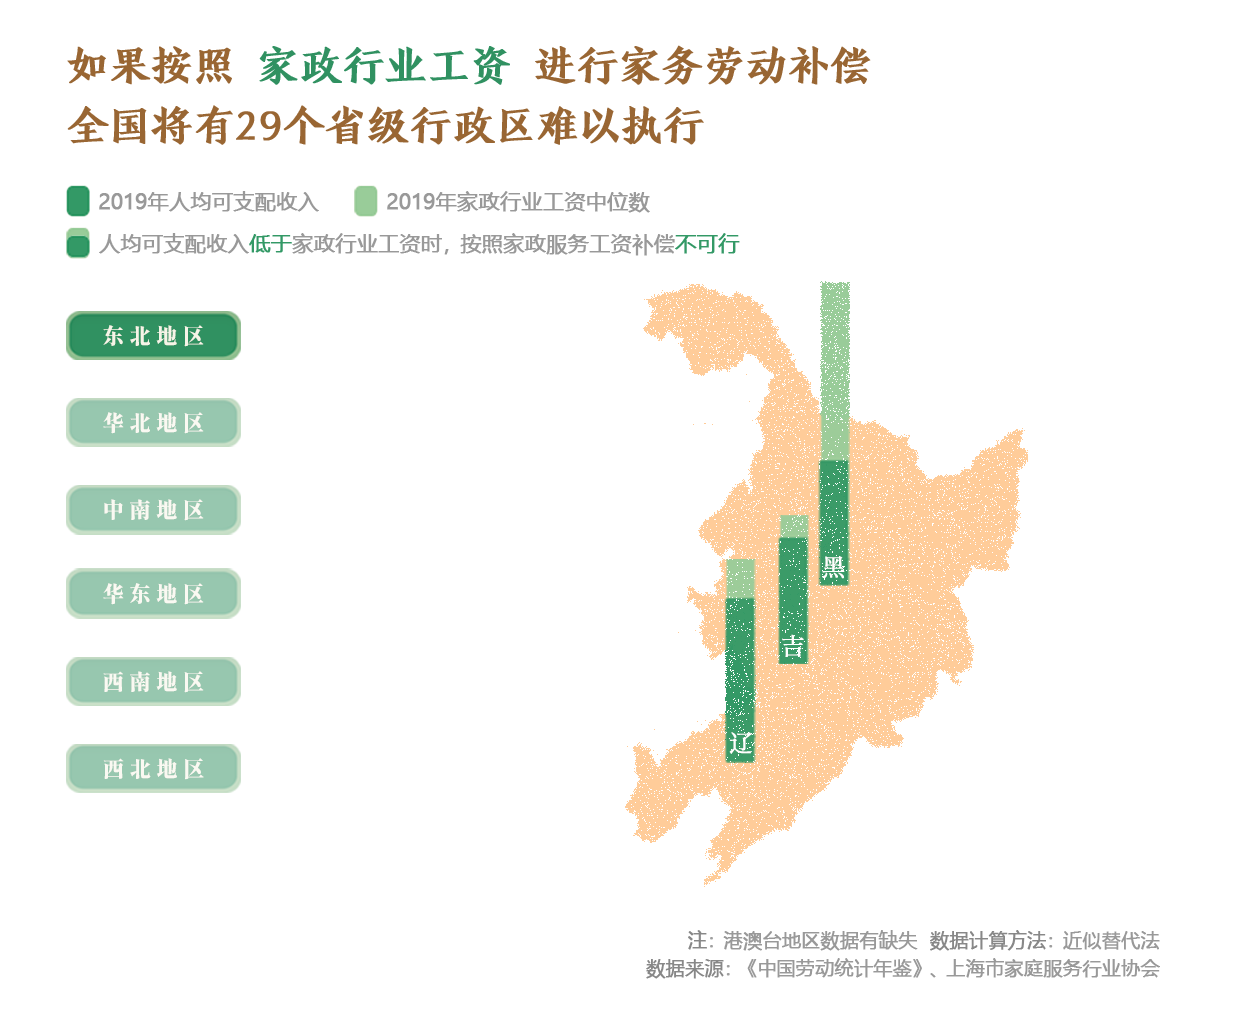 如果按照 家政行业工资 进行家务劳动补偿
全国将有29个省级行政区难以执行
2019年人均可支配收入 2019年家政行业工资中位数
人均可支配收入低于家政行业工资时，按照家政服务工资补偿不可行
东北地区
华北地区
中南地区
华东地区
西南地区
西北地区
黑
吉
辽
注：港澳台地区数据有缺失 数据计算方法：近似替代法
数据来源：《中国劳动统计年鉴》、上海市家庭服务行业协会